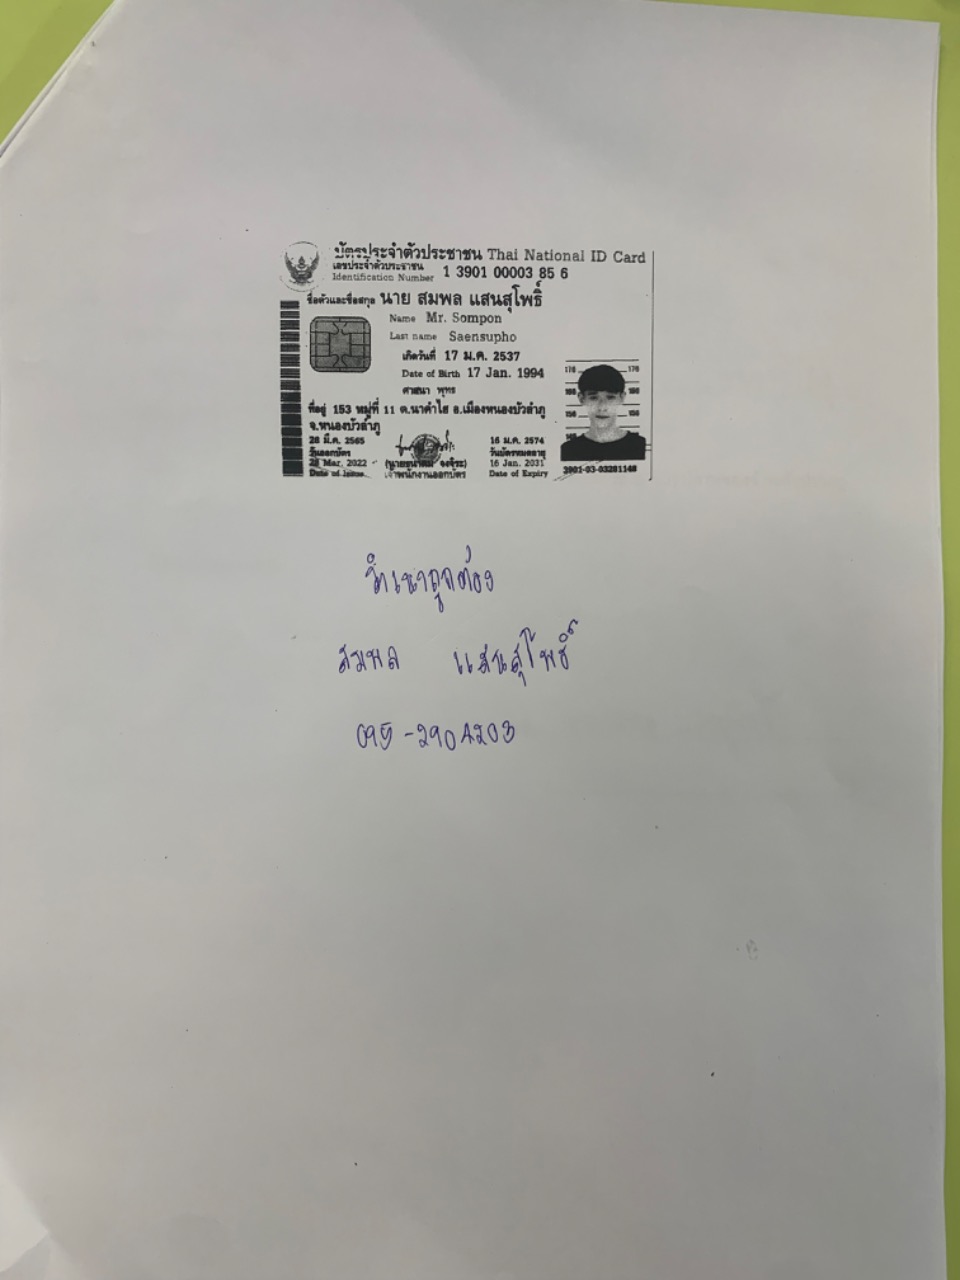 บัตรประจำตัวประชาชน Thai National ID Card
เลขประจำตัวประชาชน
Identification Number 1 3901 00003 85 6
ชื่อตัวและชื่อสกุล นาย สมพล แสนสุโพธิ์
Name Mr. Sompon
Last name Saensupho
เกิดวันที่ 17 ม.ค. 2537
Date of Birth 17 Jan. 1994
ศาสนา พุทธ
ที่อยู่ 153 หมู่ที่ 11 ต.นาคำไฮ อ.เมืองหนองบัวลำภู
จ.หนองบัวลำภู
28 มี.ค. 2565
วันออกบัตร
28 Mar. 2022
Date of Issue
เจ้าพนักงานออกบัตร
16 ม.ค. 2574
วันบัตรหมดอายุ
16 Jan. 2031
Date of Expiry
3901-03-03281148
สำเนาถูกต้อง
สมพล แสนสุโพธิ์
095-2904203